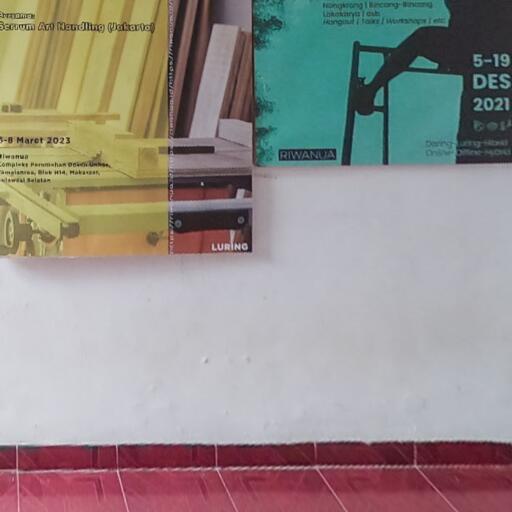 Bersama:
Serrum Art Handling (Jakarta)
6-8 Maret 2023
Riwanua
Kompleks Perumahan Dosen Unhas,
Tamalanrea, Blok H14, Makassar,
Sulawesi Selatan
LURING
Nongkrong | Bincang-Bincang,
Lokakarya | dsb.
Hangout | Talks | Workshops | etc.
5-19
DES
2021
RIWANUA
Daring-Luring-Hibrid
Online-Offline-Hybrid